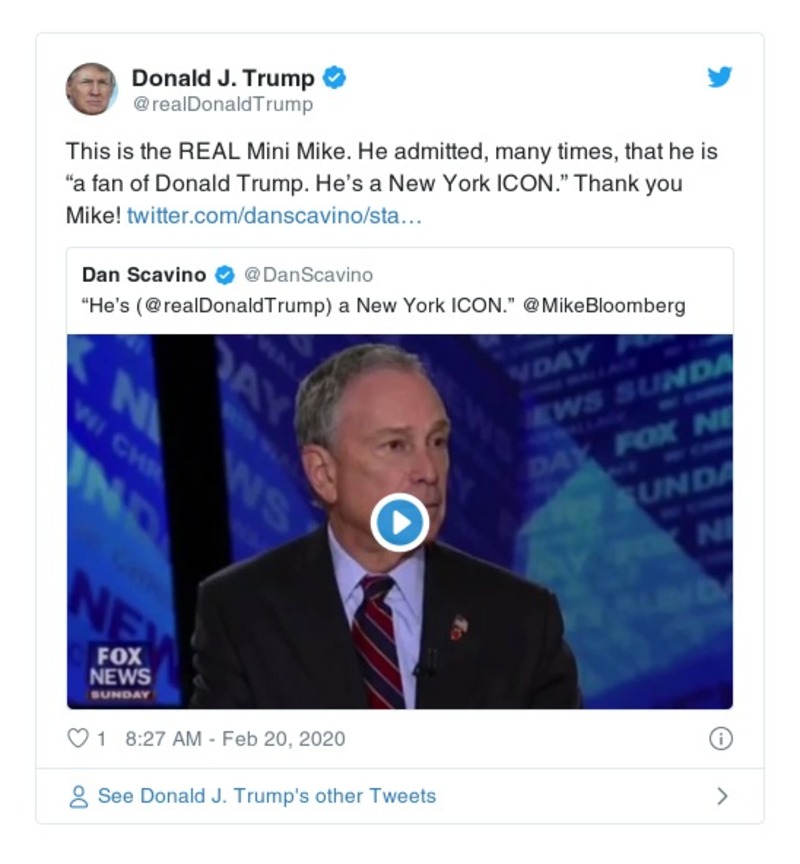 Donald J. Trump
@realDonaldTrump
This is the REAL Mini Mike. He admitted, many times, that he is
“a fan of Donald Trump. He’s a New York ICON.” Thank you
Mike! twitter.com/danscavino/sta…
Dan Scavino @DanScavino
“He’s (@realDonaldTrump) a New York ICON.” @MikeBloomberg
FOX
NEWS
SUNDAY
1 8:27 AM - Feb 20, 2020
See Donald J. Trump's other Tweets